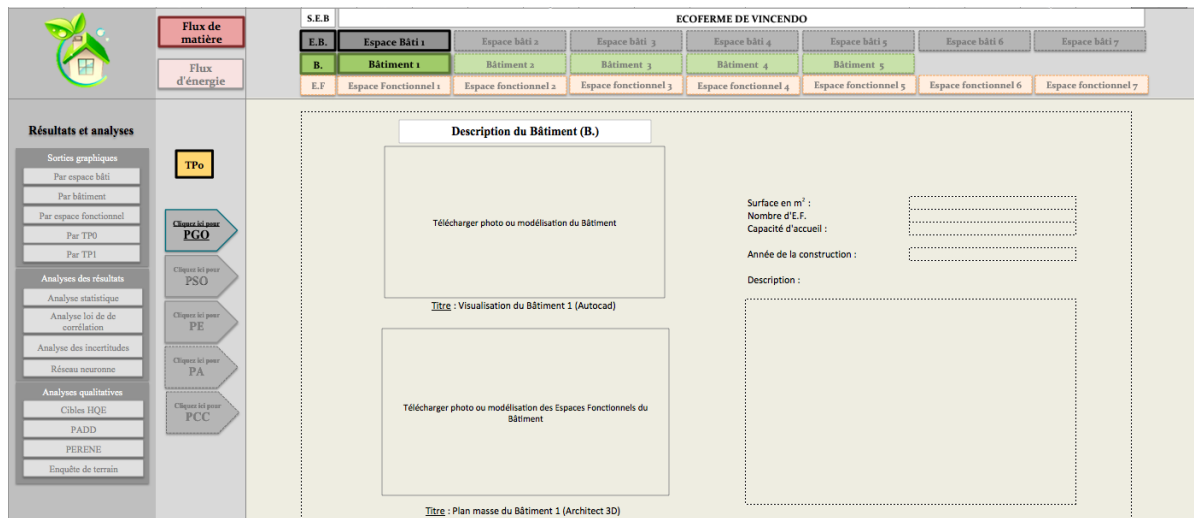 S.E.B ECOFERME DE VINCENDO
Flux de
matière
Flux
d'énergie
E.B. Espace Bâti 1 Espace bâti 2 Espace bâti 3 Espace bâti 4 Espace bâti 5 Espace bâti 6 Espace bâti 7
B. Bâtiment 1 Bâtiment 2 Bâtiment 3 Bâtiment 4 Bâtiment 5
E.F Espace Fonctionnel 1 Espace fonctionnel 2 Espace fonctionnel 3 Espace fonctionnel 4 Espace fonctionnel 5 Espace fonctionnel 6 Espace fonctionnel 7
Résultats et analyses
Sorties graphiques
Par espace bâti
Par bâtiment
Par espace fonctionnel
Par TP0
Par TP1
Analyses des résultats
Analyse statistique
Analyse loi de de
corrélation
Analyse des incertitudes
Réseau neuronne
Analyses qualitatives
Cibles HQE
PADD
PERENE
Enquête de terrain
TPo
Cliquez ici pour
PGO
Cliquez ici pour
PSO
Cliquez ici pour
PE
Cliquez ici pour
PA
Cliquez ici pour
PCC
Description du Bâtiment (B.)
Télécharger photo ou modélisation du Bâtiment
Titre : Visualisation du Bâtiment 1 (Autocad)
Télécharger photo ou modélisation des Espaces Fonctionnels du
Bâtiment
Titre : Plan masse du Bâtiment 1 (Architect 3D)
Surface en m² :
Nombre d'E.F.
Capacité d'accueil :
Année de la construction :
Description :